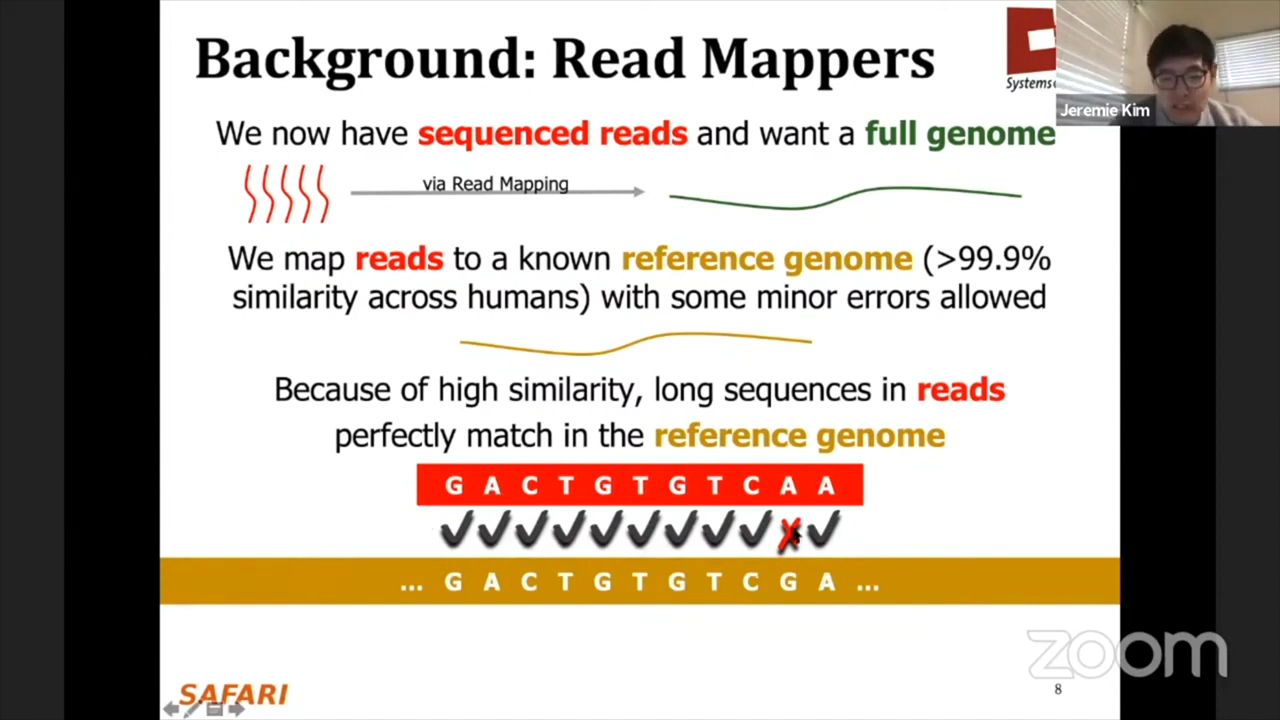 Background: Read Mappers
Systems
Jeremie Kim
We now have sequenced reads and want a full genome
via Read Mapping
We map reads to a known reference genome (>99.9%
similarity across humans) with some minor errors allowed
Because of high similarity, long sequences in reads
perfectly match in the reference genome
G A C T G T G T C A A
... G A C T G T G T C G A ...
zoom
SAFARI
8